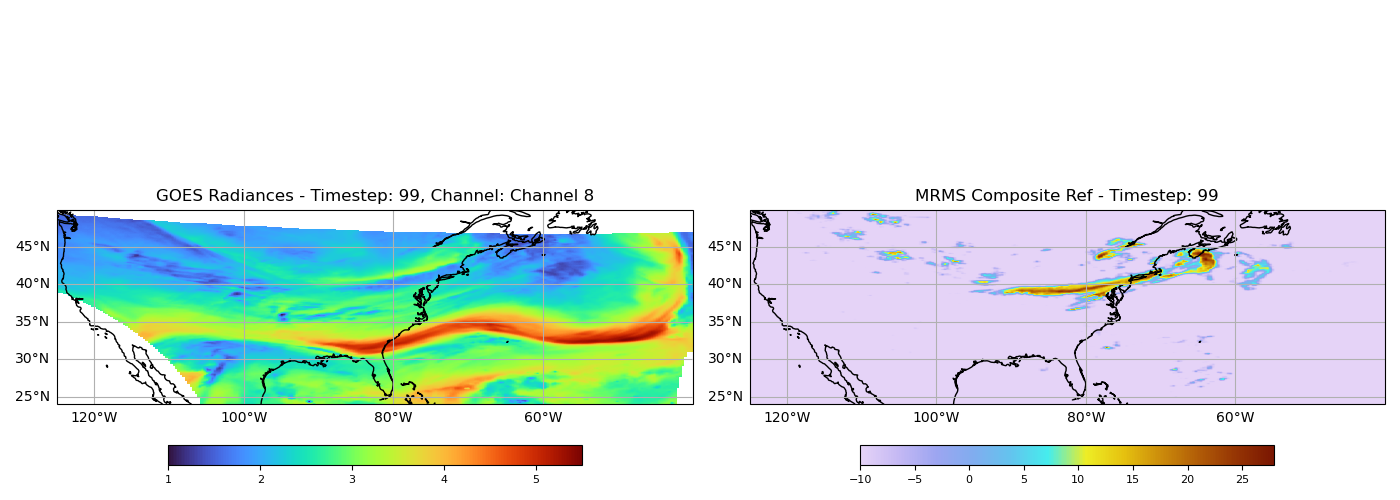 GOES Radiances - Timestep: 99, Channel: Channel 8
MRMS Composite Ref - Timestep: 99
45°N
40°N
35°N
30°N
25°N
120°W 100°W 80°W 60°W
1 2 3 4 5
45°N
40°N
35°N
30°N
25°N
120°W 100°W 80°W 60°W
−10 −5 0 5 10 15 20 25